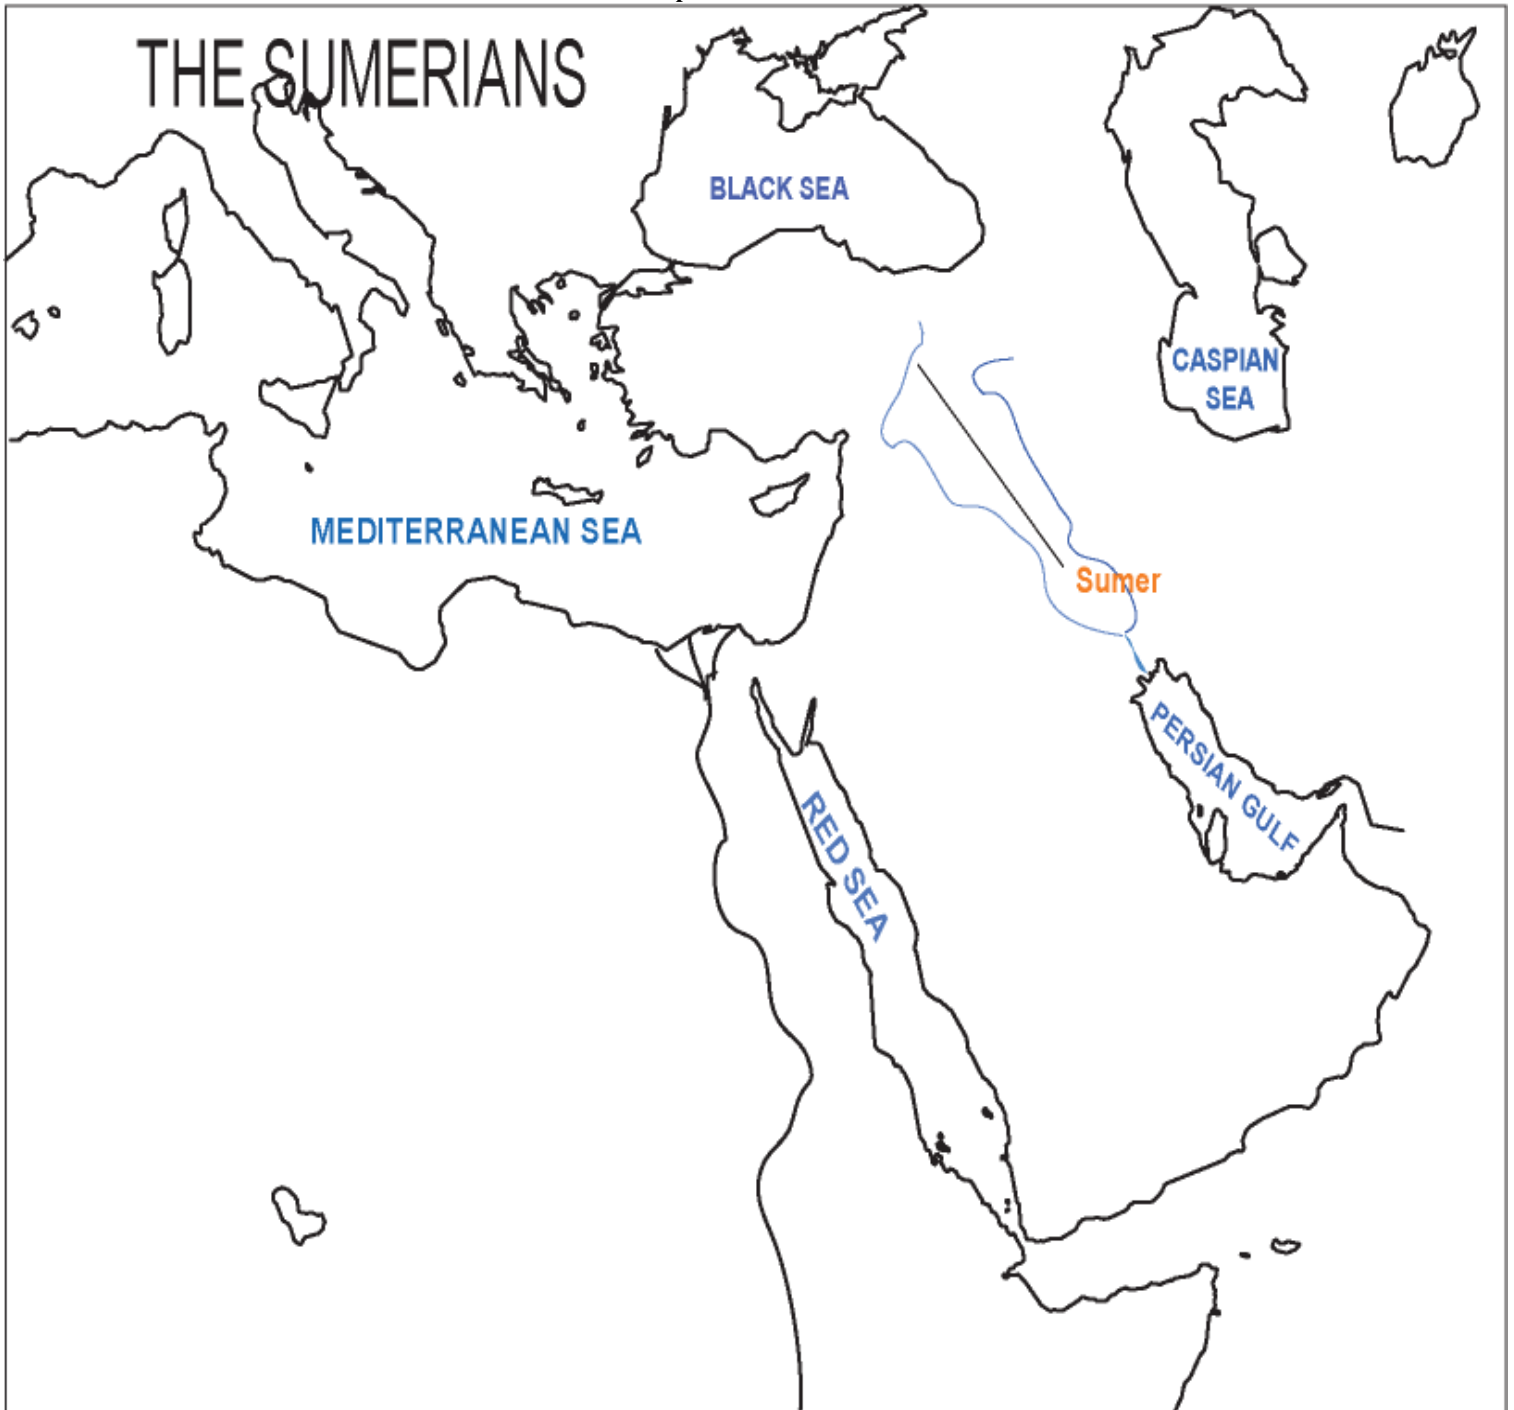 THE SUMERIANS
BLACK SEA
CASPIAN
SEA
MEDITERRANEAN SEA
Sumer
PERSIAN GULF
RED SEA